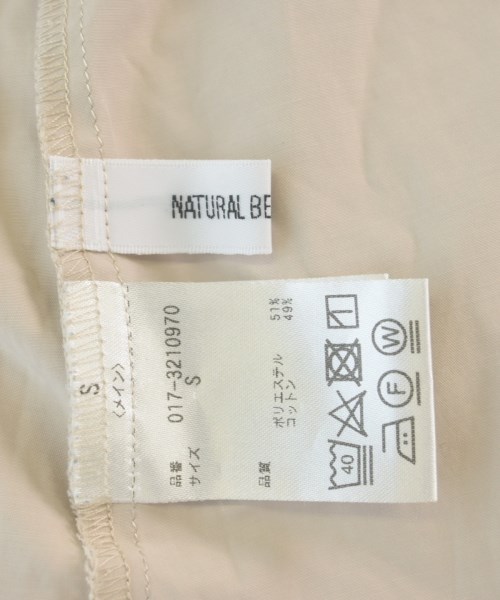 NATURAL BE
S
〈メイン〉
品番 017-3210970
サイズ S
品質 ポリエステル 51%
コットン 49%
40
F
W